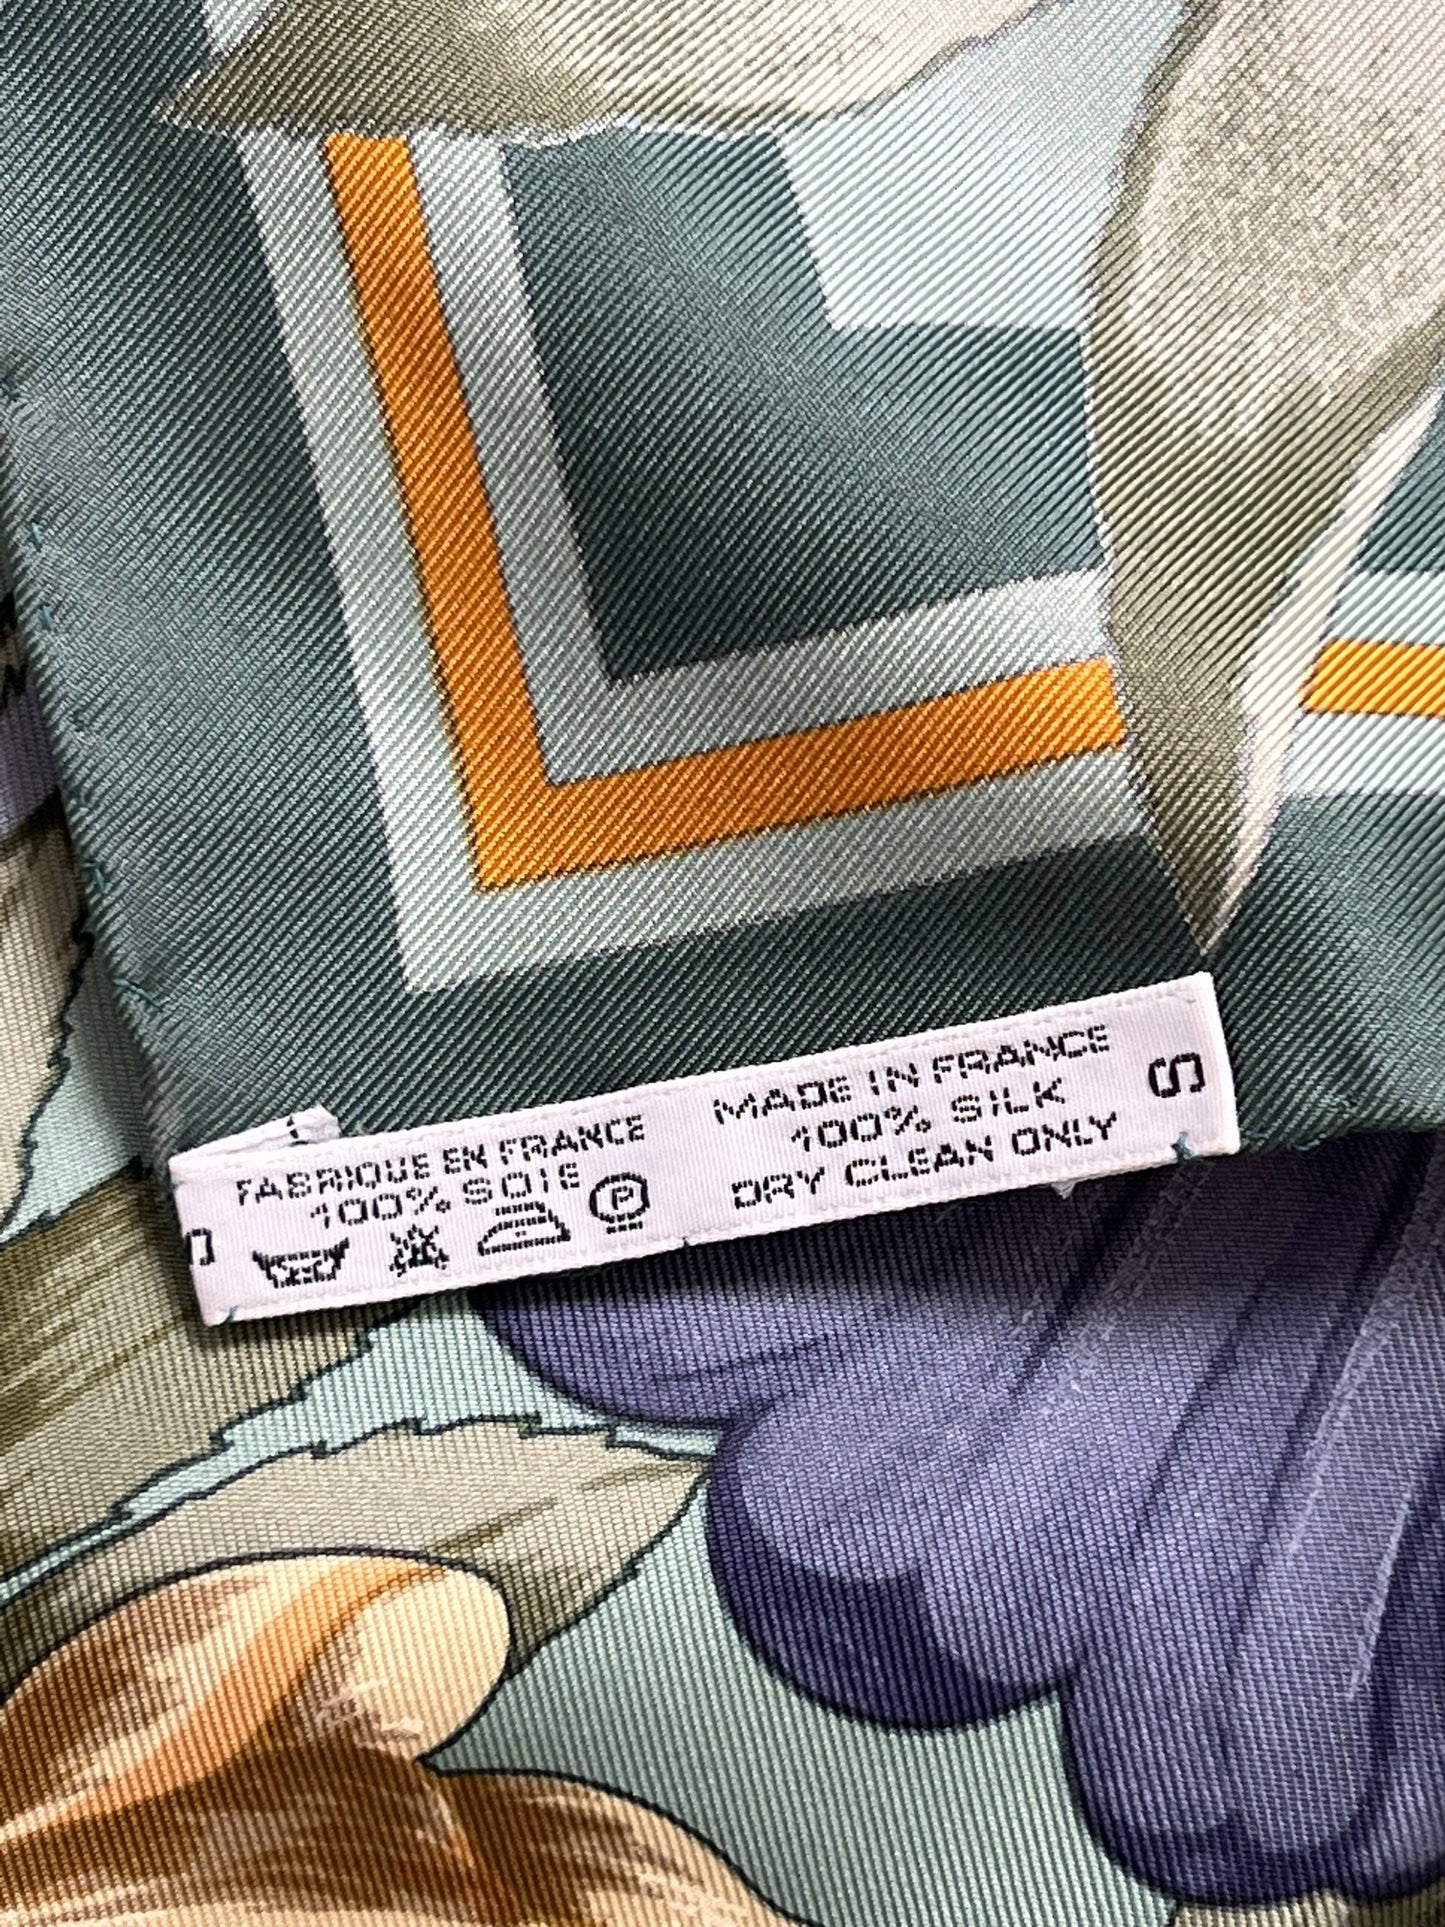 FABRIQUE EN FRANCE
100% SOIE
P
MADE IN FRANCE
100% SILK
DRY CLEAN ONLY
S